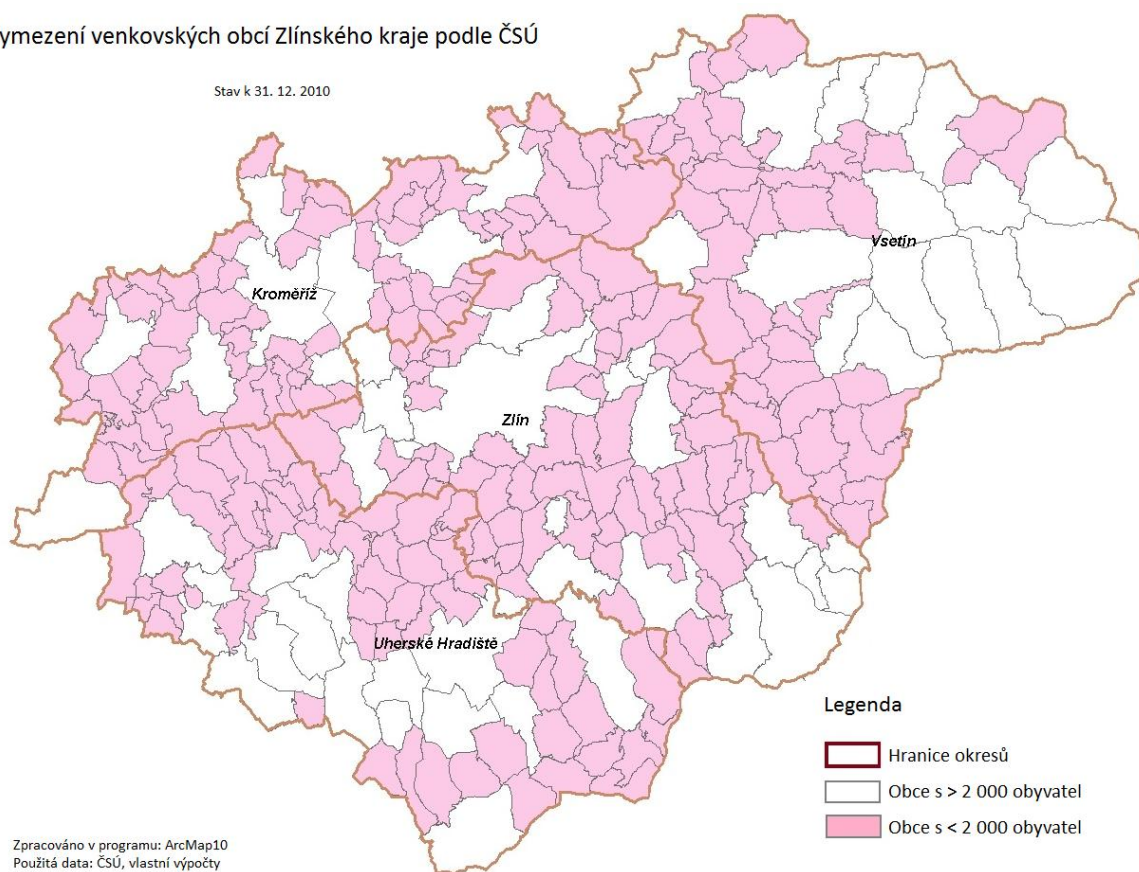 ymezení venkovských obcí Zlínského kraje podle ČSÚ
Stav k 31. 12. 2010
Vsetín
Kroměříž
Zlín
Uherské Hradiště
Legenda
Hranice okresů
Obce s > 2 000 obyvatel
Obce s < 2 000 obyvatel
Zpracováno v programu: ArcMap10
Použitá data: ČSÚ, vlastní výpočty